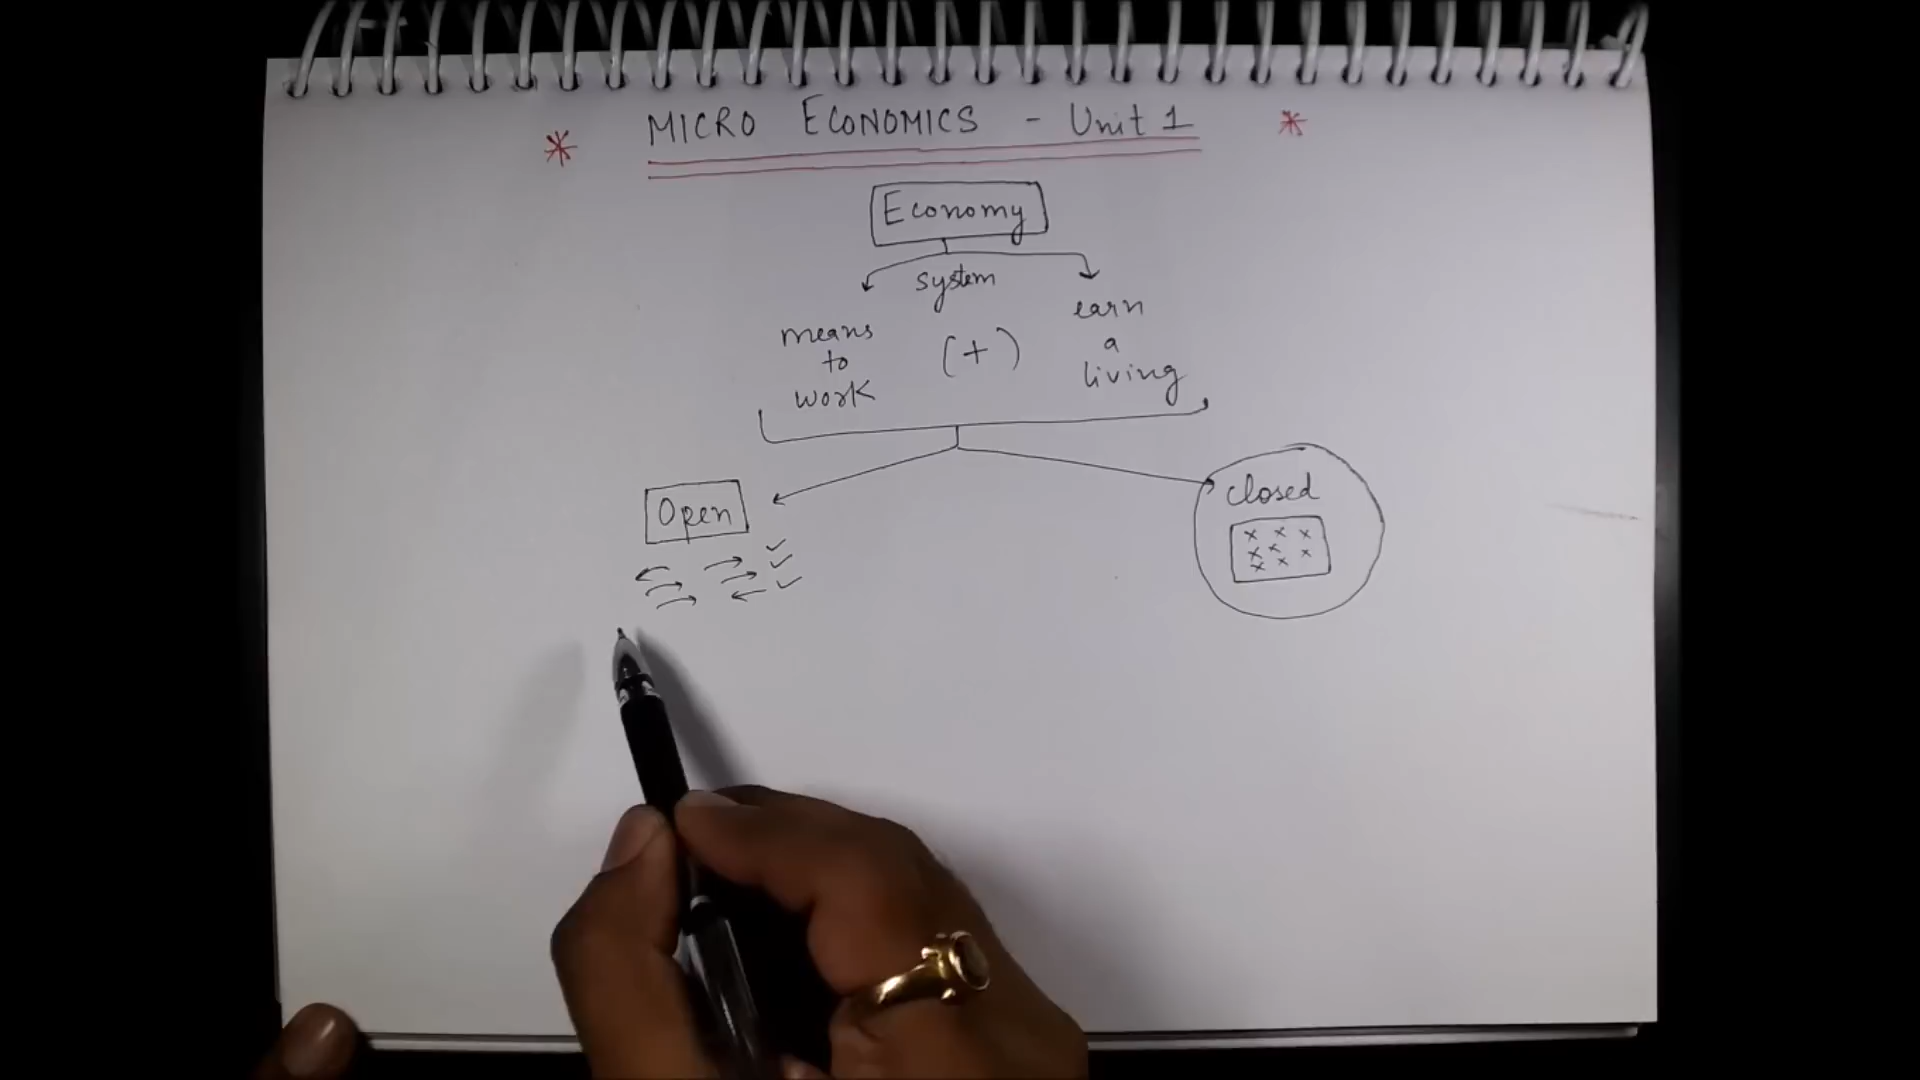 MICRO ECONOMICS - Unit 1
Economy
system
means
to
work
(+)
earn
a
living
Open
closed